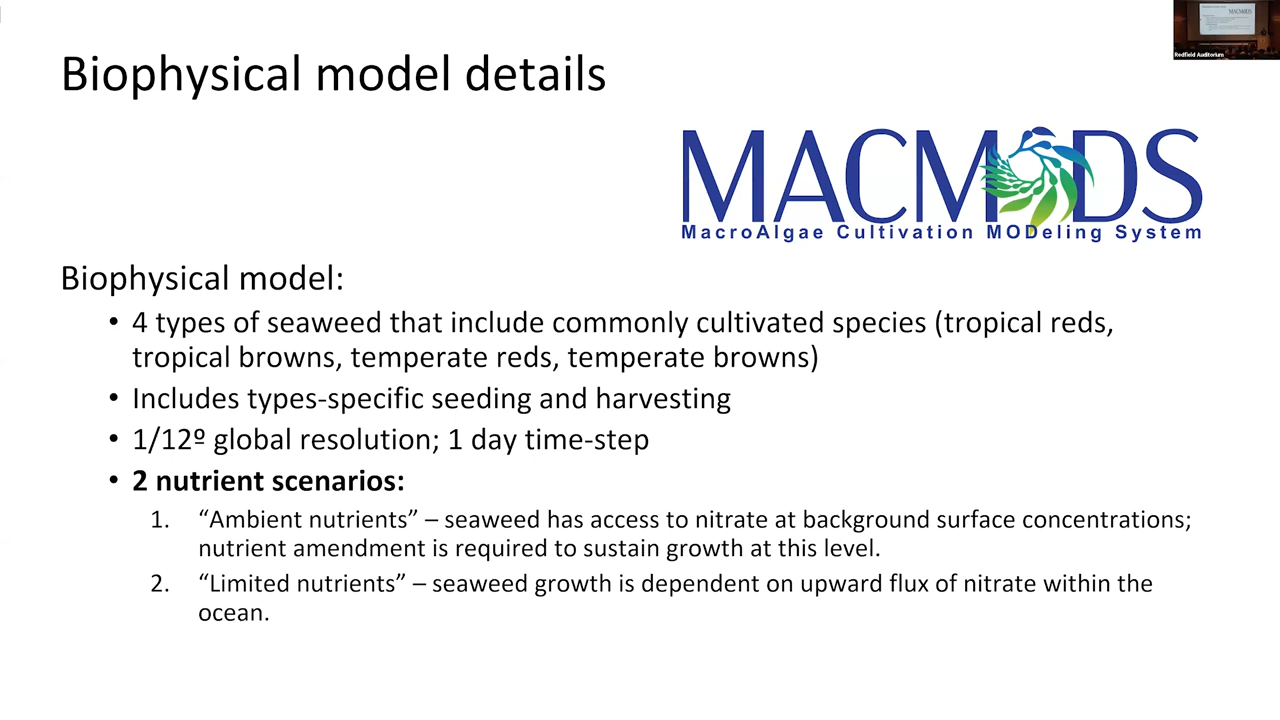 Biophysical model details
MACMODS
MacroAlgae Cultivation MODeling System
Redfield Auditorium
Biophysical model:
• 4 types of seaweed that include commonly cultivated species (tropical reds,
tropical browns, temperate reds, temperate browns)
• Includes types-specific seeding and harvesting
• 1/12º global resolution; 1 day time-step
• 2 nutrient scenarios:
1. “Ambient nutrients” – seaweed has access to nitrate at background surface concentrations;
nutrient amendment is required to sustain growth at this level.
2. “Limited nutrients” – seaweed growth is dependent on upward flux of nitrate within the
ocean.